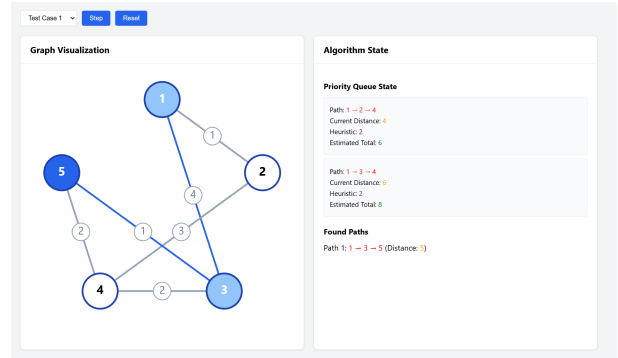 Test Case 1
Step
Reset
Graph Visualization
1
1
5
2
4
2
1
3
4
2
3
Algorithm State
Priority Queue State
Path: 1 → 2 → 4
Current Distance: 4
Heuristic: 2
Estimated Total: 6
Path: 1 → 3 → 4
Current Distance: 6
Heuristic: 2
Estimated Total: 8
Found Paths
Path 1: 1 → 3 → 5 (Distance: 5)